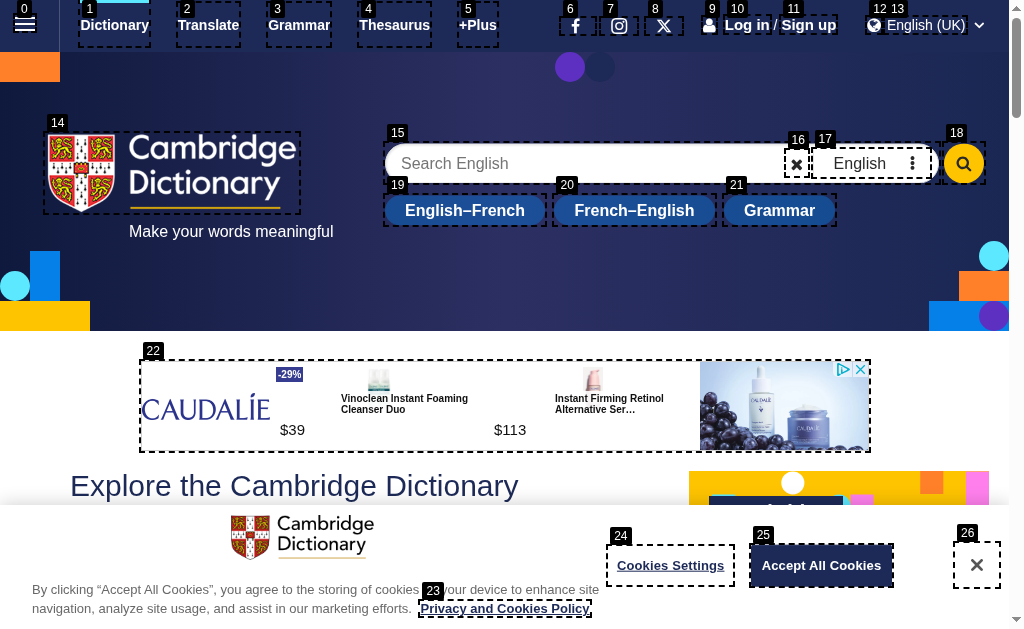 0 1 2 3 4 5 6 7 8 9 10 11 12 13
Dictionary Translate Grammar Thesaurus +Plus Log in / Sign up English (UK)
14 15 16 17 18
Cambridge
Dictionary
Search English English
19 20 21
English–French French–English Grammar
Make your words meaningful
22
-29%
CAUDALÍE
$39
Vinoclean Instant Foaming
Cleanser Duo
$113
Instant Firming Retinol
Alternative Ser…
Explore the Cambridge Dictionary
Cambridge
Dictionary
24 25 26
Cookies Settings Accept All Cookies
By clicking “Accept All Cookies”, you agree to the storing of cookies 23 your device to enhance site
navigation, analyze site usage, and assist in our marketing efforts. Privacy and Cookies Policy